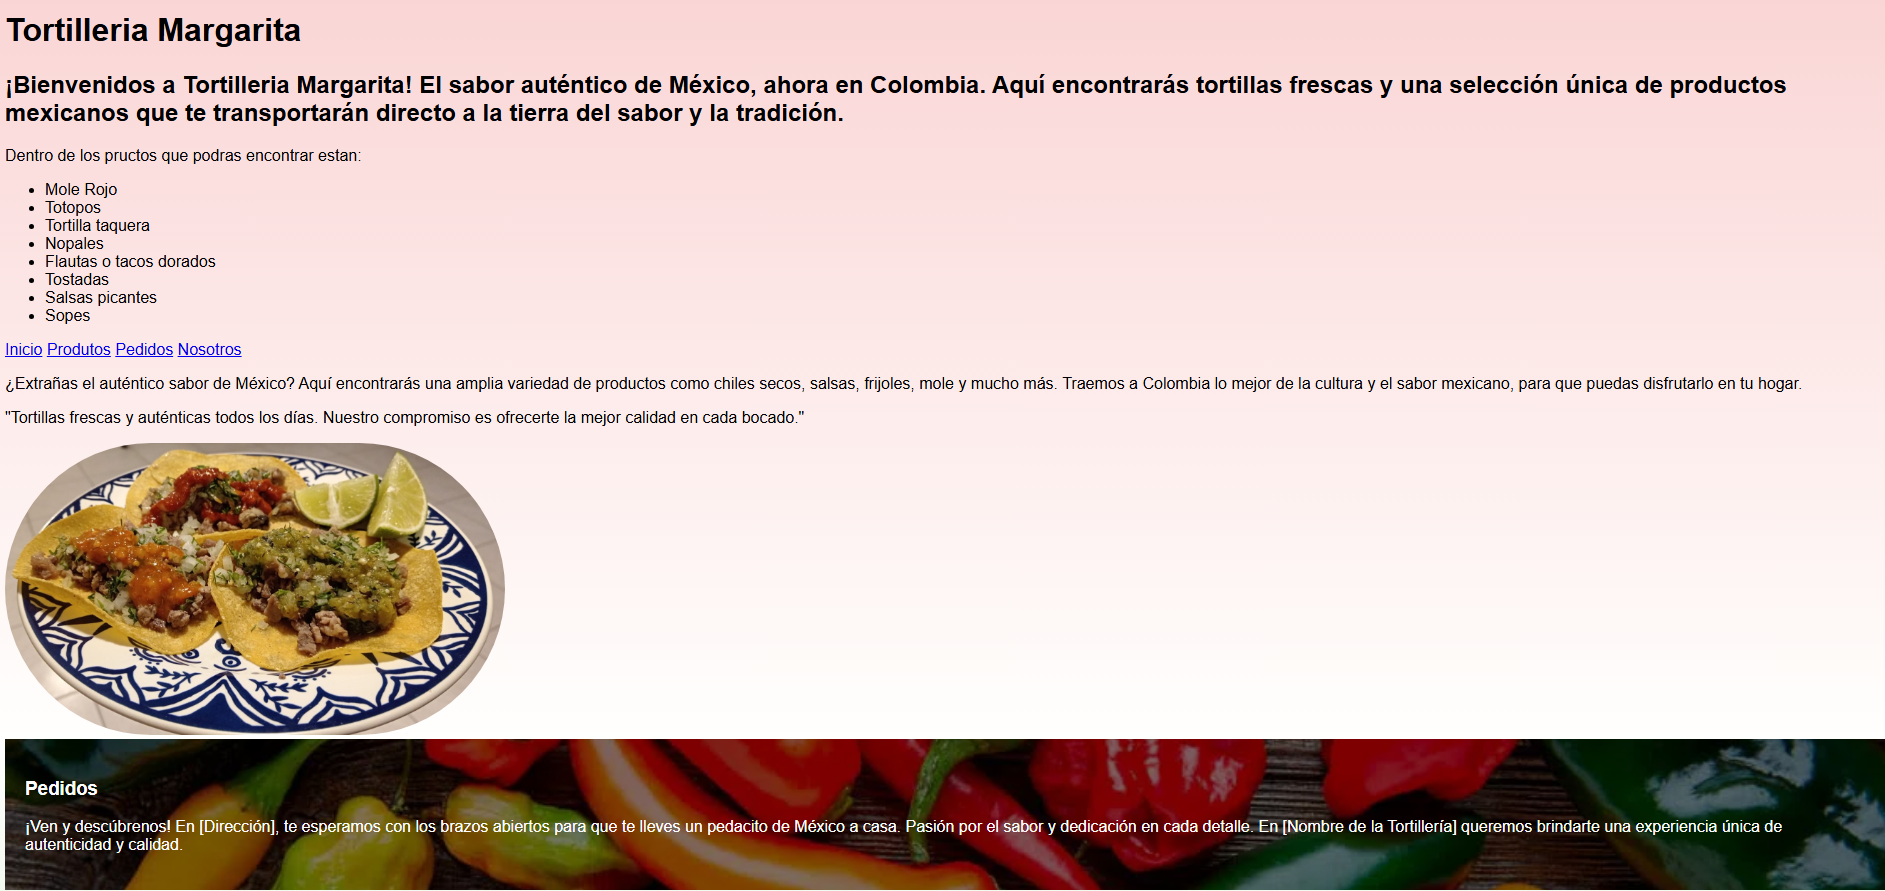 Tortilleria Margarita
¡Bienvenidos a Tortilleria Margarita! El sabor auténtico de México, ahora en Colombia. Aquí encontrarás tortillas frescas y una selección única de productos
mexicanos que te transportarán directo a la tierra del sabor y la tradición.
Dentro de los pructos que podras encontrar estan:
• Mole Rojo
• Totopos
• Tortilla taquera
• Nopales
• Flautas o tacos dorados
• Tostadas
• Salsas picantes
• Sopes
Inicio Produtos Pedidos Nosotros
¿Extrañas el auténtico sabor de México? Aquí encontrarás una amplia variedad de productos como chiles secos, salsas, frijoles, mole y mucho más. Traemos a Colombia lo mejor de la cultura y el sabor mexicano, para que puedas disfrutarlo en tu hogar.
"Tortillas frescas y auténticas todos los días. Nuestro compromiso es ofrecerte la mejor calidad en cada bocado."
Pedidos
¡Ven y descúbrenos! En [Dirección], te esperamos con los brazos abiertos para que te lleves un pedacito de México a casa. Pasión por el sabor y dedicación en cada detalle. En [Nombre de la Tortillería] queremos brindarte una experiencia única de
autenticidad y calidad.